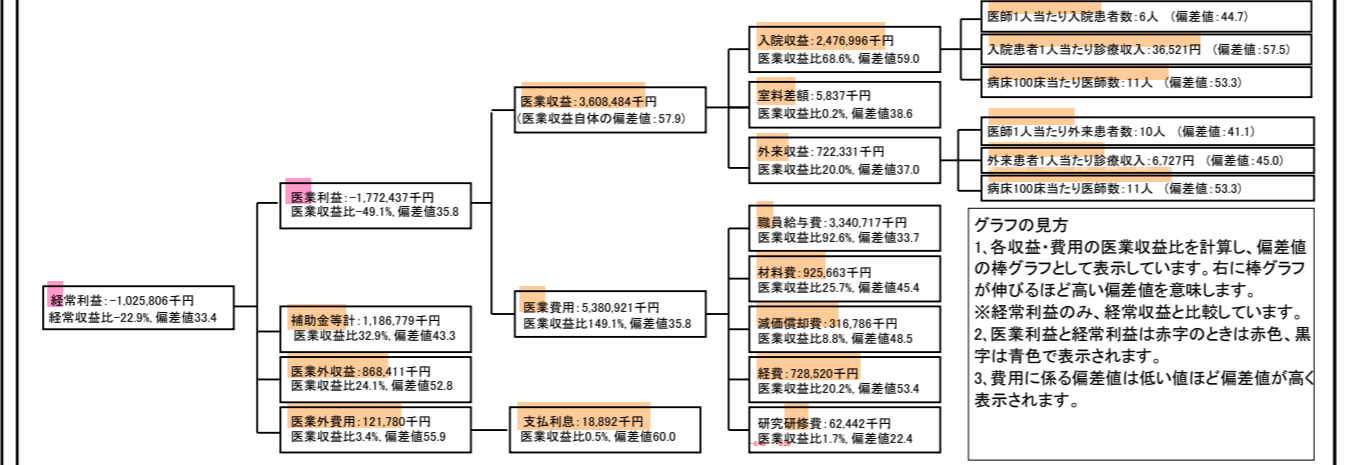 医師1人当たり入院患者数:6人 (偏差値:44.7)
入院収益:2,476,996千円
医業収益比68.6%, 偏差値59.0
入院患者1人当たり診療収入:36,521円 (偏差値:57.5)
病床100床当たり医師数:11人 (偏差値:53.3)
医業収益:3,608,484千円
(医業収益自体の偏差値:57.9)
室料差額:5,837千円
医業収益比0.2%, 偏差値38.6
医師1人当たり外来患者数:10人 (偏差値:41.1)
外来収益:722,331千円
医業収益比20.0%, 偏差値37.0
外来患者1人当たり診療収入:6,727円 (偏差値:45.0)
病床100床当たり医師数:11人 (偏差値:53.3)
医業利益:-1,772,437千円
医業収益比-49.1%, 偏差値35.8
職員給与費:3,340,717千円
医業収益比92.6%, 偏差値33.7
材料費:925,663千円
医業収益比25.7%, 偏差値45.4
経常利益:-1,025,806千円
経常収益比-22.9%, 偏差値33.4
医業費用:5,380,921千円
医業収益比149.1%, 偏差値35.8
補助金等計:1,186,779千円
医業収益比32.9%, 偏差値43.3
減価償却費:316,786千円
医業収益比8.8%, 偏差値48.5
医業外収益:868,411千円
医業収益比24.1%, 偏差値52.8
経費:728,520千円
医業収益比20.2%, 偏差値53.4
医業外費用:121,780千円
医業収益比3.4%, 偏差値55.9
支払利息:18,892千円
医業収益比0.5%, 偏差値60.0
研究研修費:62,442千円
医業収益比1.7%, 偏差値22.4
グラフの見方
1、各収益・費用の医業収益比を計算し、偏差値
の棒グラフとして表示しています。右に棒グラフ
が伸びるほど高い偏差値を意味します。
※経常利益のみ、経常収益と比較しています。
2、医業利益と経常利益は赤字のときは赤色、黒
字は青色で表示されます。
3、費用に係る偏差値は低い値ほど偏差値が高く
表示されます。